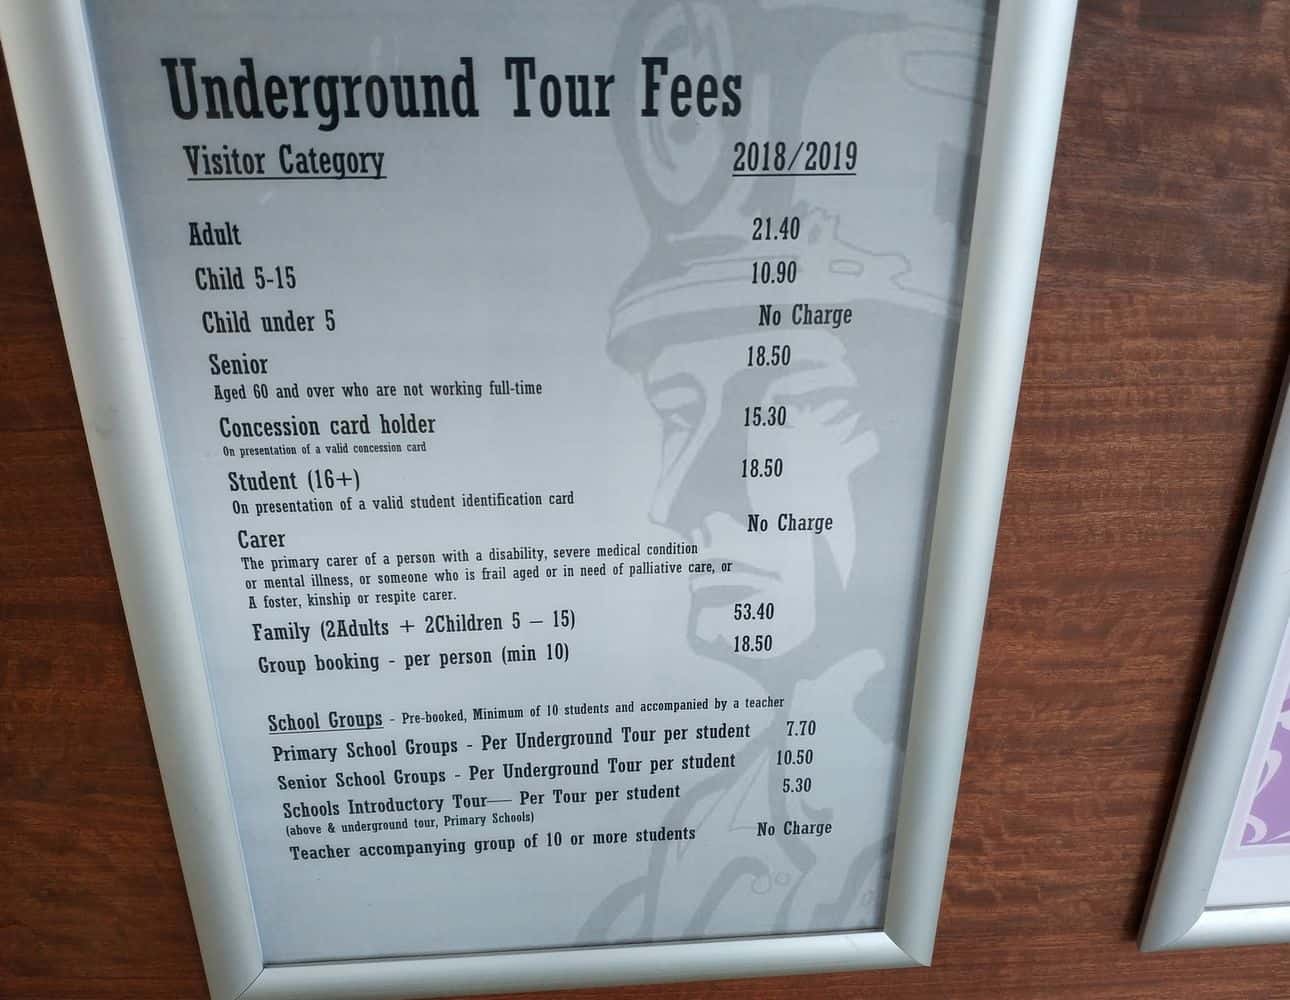 Underground Tour Fees
Visitor Category 2018/2019
Adult 21.40
Child 5-15 10.90
Child under 5 No Charge
Senior 18.50
Aged 60 and over who are not working full-time
Concession card holder 15.30
On presentation of a valid concession card
Student (16+) 18.50
On presentation of a valid student identification card
Carer No Charge
The primary carer of a person with a disability, severe medical condition
or mental illness, or someone who is frail aged or in need of palliative care, or
A foster, kinship or respite carer.
Family (2Adults + 2Children 5 – 15) 53.40
Group booking - per person (min 10) 18.50
School Groups - Pre-booked, Minimum of 10 students and accompanied by a teacher
Primary School Groups - Per Underground Tour per student 7.70
Senior School Groups - Per Underground Tour per student 10.50
Schools Introductory Tour— Per Tour per student 5.30
(above & underground tour, Primary Schools)
Teacher accompanying group of 10 or more students No Charge